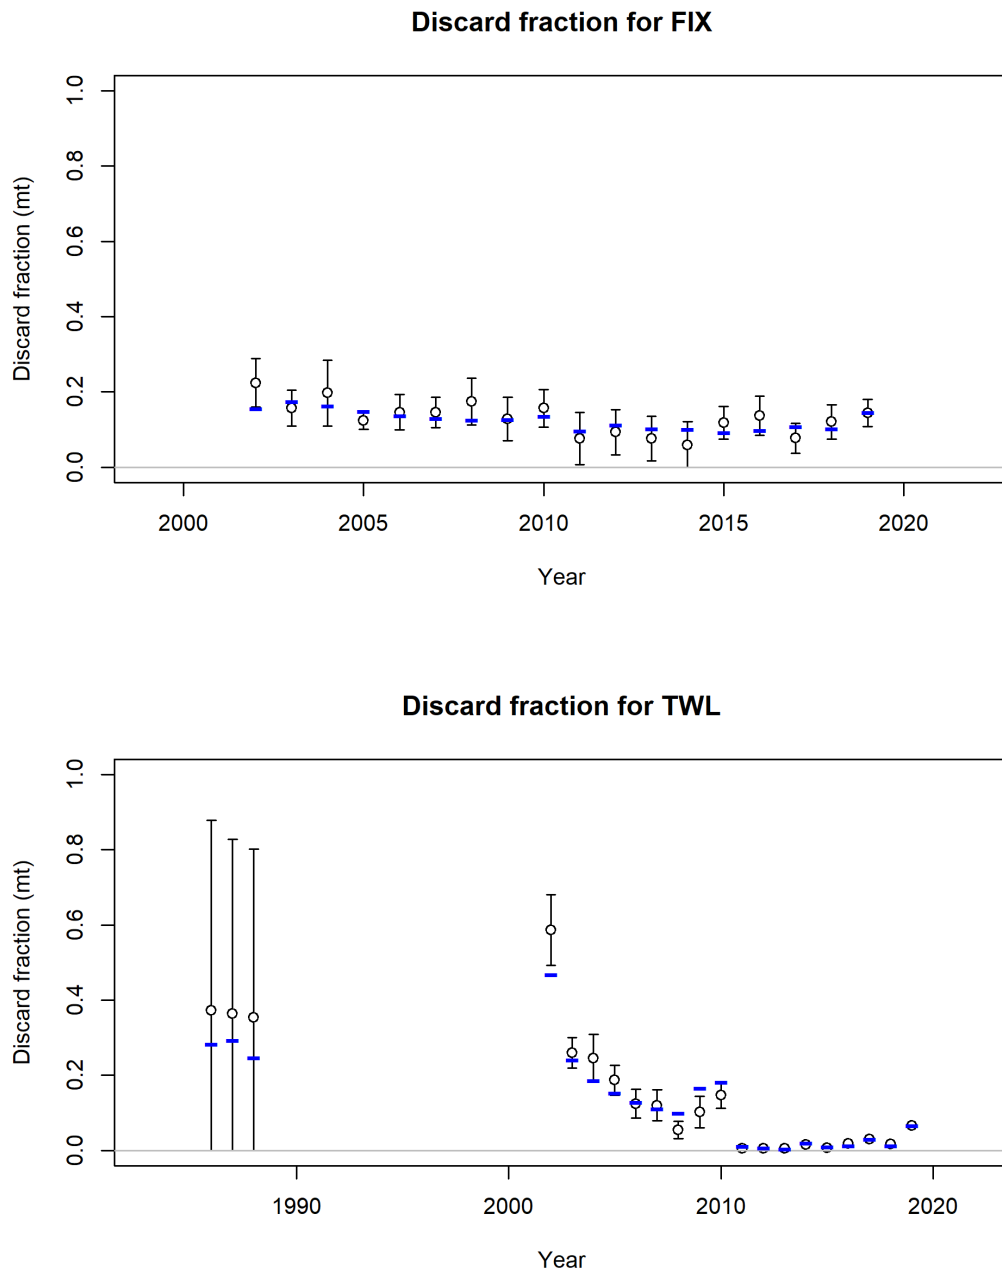 Discard fraction for FIX
1.0
0.8
0.6
0.4
0.2
0.0
Discard fraction (mt)
2000 2005 2010 2015 2020
Year
Discard fraction for TWL
1.0
0.8
0.6
0.4
0.2
0.0
Discard fraction (mt)
1990 2000 2010 2020
Year